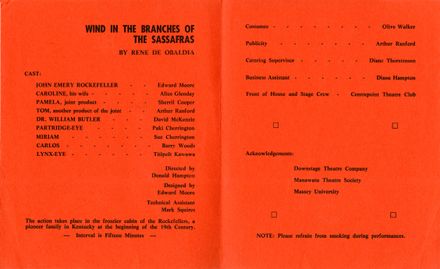 WIND IN THE BRANCHES OF
THE SASSAFRAS
BY RENE DE OBALDIA
CAST:
JOHN EMERY ROCKEFELLER - - Edward Moore
CAROLINE, his wife - - - - Alice Glenday
PAMELA, joint product - - - - Sherril Cooper
TOM, another product of the joint - - Arthur Ranford
DR. WILLIAM BUTLER - - - David McKenzie
PARTRIDGE-EYE - - - - Paki Cherrington
MIRIAM - - - - - - Sue Cherrington
CARLOS - - - - - - Barry Woods
LYNX-EYE - - - - - Titipult Kawowa
Directed by
Donald Hampton
Designed by
Edward Moore
Technical Assistant
Mark Squires
The action takes place in the frontier cabin of the Rockefellers, a
pioneer family in Kentucky at the beginning of the 19th Century.
— Interval is Fifteen Minutes —
Costumes - - - - - - - Olive Walker
Publicity - - - - - - - Arthur Ranford
Catering Supervisor - - - - Diane Thorstensen
Business Assistant - - - - - Diana Hampton
Front of House and Stage Crew - Centrepoint Theatre Club
Acknowledgements:
Downstage Theatre Company
Manawatu Theatre Society
Massey University
NOTE: Please refrain from smoking during performances.